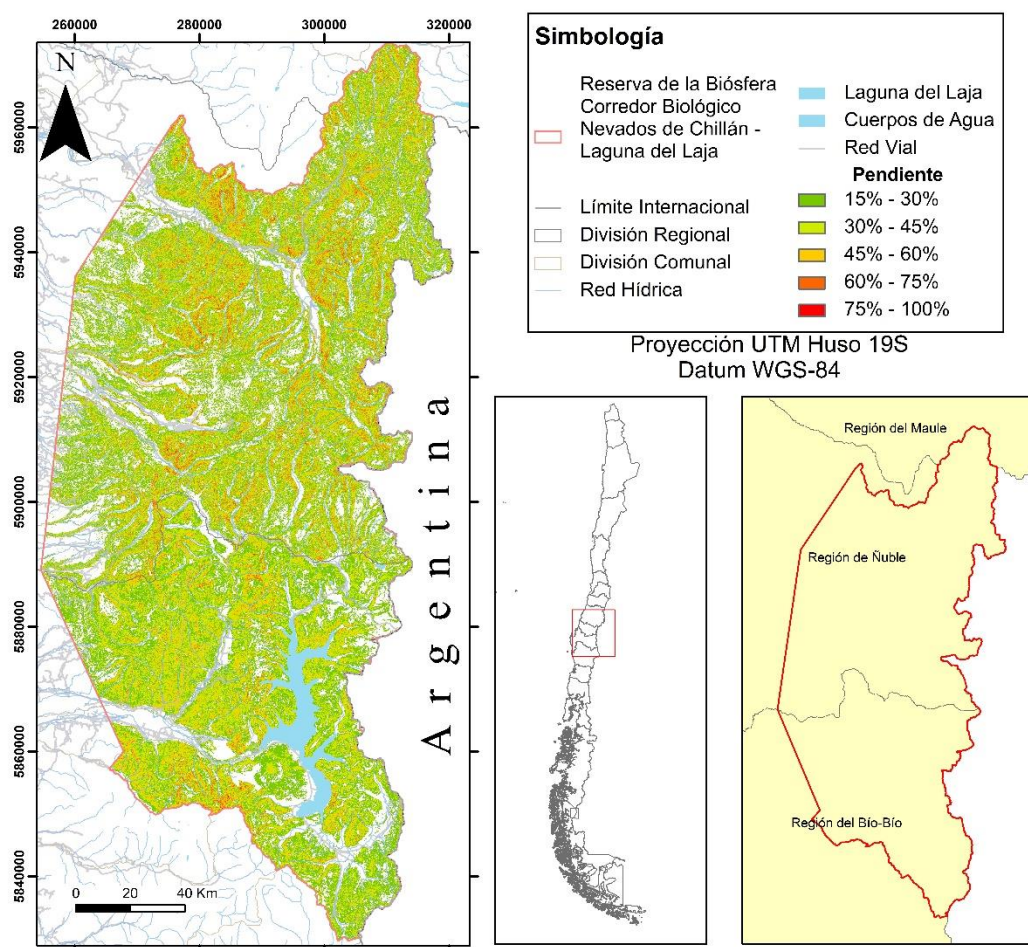 260000 280000 300000 320000
N
5960000
5940000
5920000
5900000
5880000
5860000
5840000
Argentina
0 20 40 Km
Simbología
Reserva de la Biósfera
Corredor Biológico
Nevados de Chillán -
Laguna del Laja
Límite Internacional
División Regional
División Comunal
Red Hídrica
Laguna del Laja
Cuerpos de Agua
Red Vial
Pendiente
15% - 30%
30% - 45%
45% - 60%
60% - 75%
75% - 100%
Proyección UTM Huso 19S
Datum WGS-84
Región del Maule
Región de Ñuble
Región del Bío-Bío